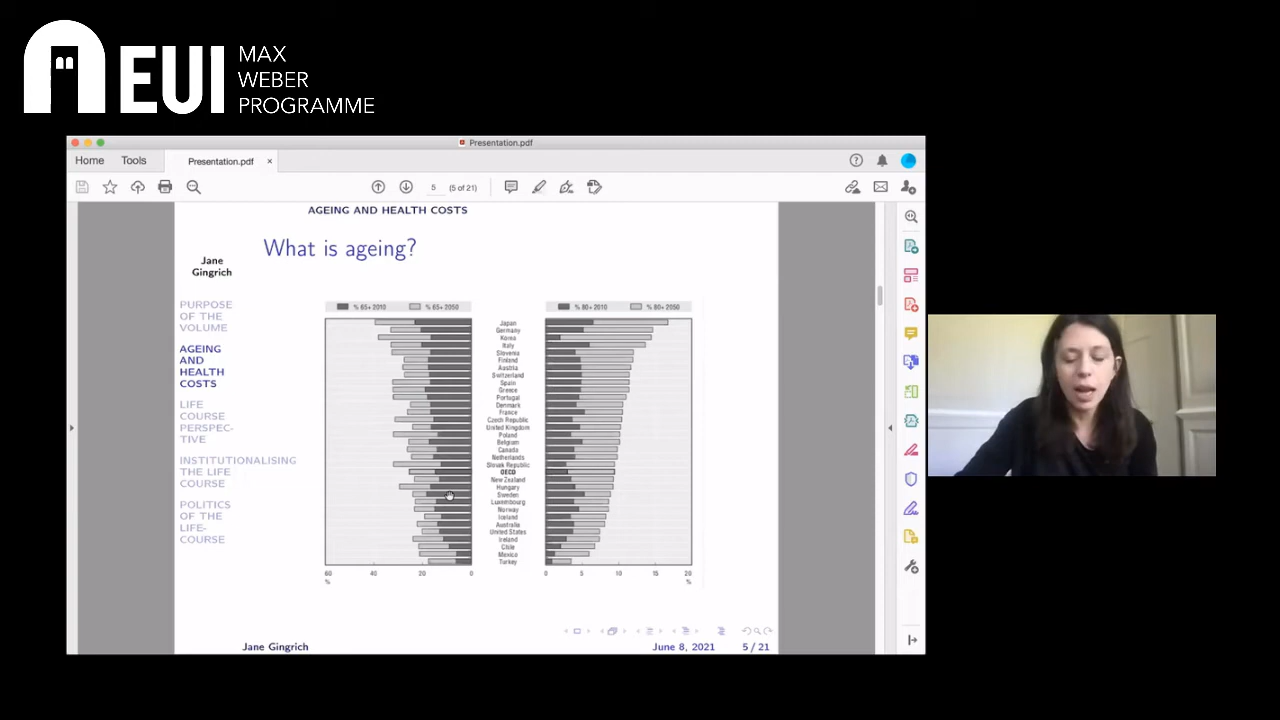 EUI
MAX
WEBER
PROGRAMME
Presentation.pdf
Home
Tools
Presentation.pdf
5
(5 of 21)
AGEING AND HEALTH COSTS
What is ageing?
Jane
Gingrich
PURPOSE
OF THE
VOLUME
AGEING
AND
HEALTH
COSTS
LIFE
COURSE
PERSPEC-
TIVE
INSTITUTIONALISING
THE LIFE
COURSE
POLITICS
OF THE
LIFE-
COURSE
% 65+ 2010 % 65+ 2050
% 80+ 2010 % 80+ 2050
Japan
Germany
Korea
Italy
Slovenia
Finland
Austria
Switzerland
Spain
Greece
Portugal
Denmark
France
Czech Republic
United Kingdom
Poland
Belgium
Canada
Netherlands
Slovak Republic
OECD
New Zealand
Hungary
Sweden
Luxembourg
Norway
Iceland
Australia
United States
Ireland
Chile
Mexico
Turkey
60 40 20 0
%
0 5 10 15 20
%
Jane Gingrich
June 8, 2021
5 / 21